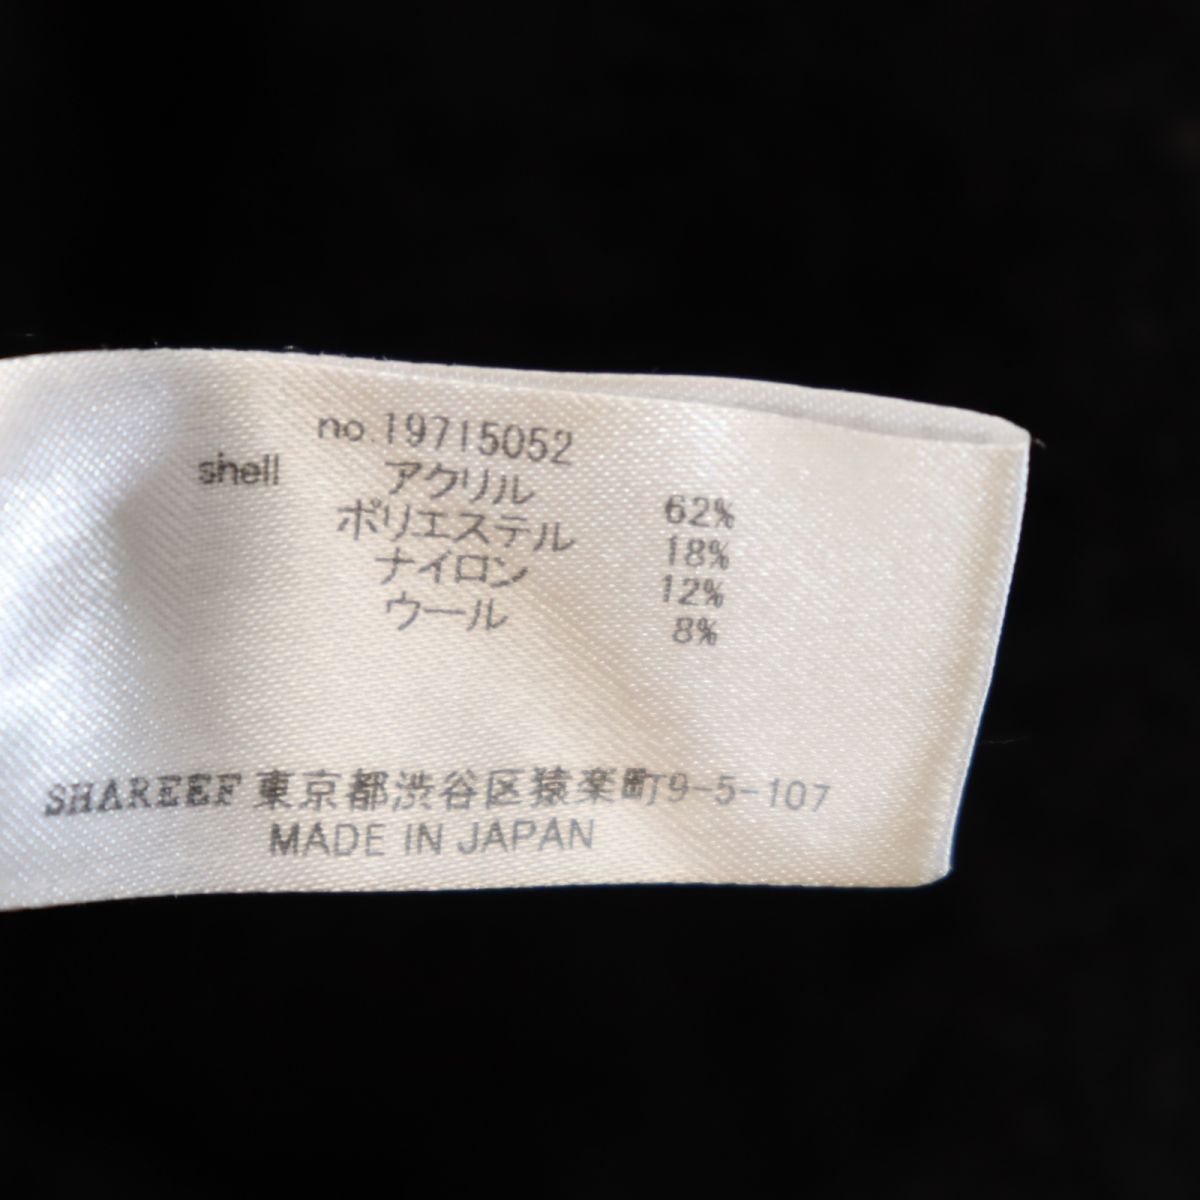 no.19715052
shell アクリル 62%
ポリエステル 18%
ナイロン 12%
ウール 8%
SHAREEF 東京都渋谷区猿楽町9-5-107
MADE IN JAPAN